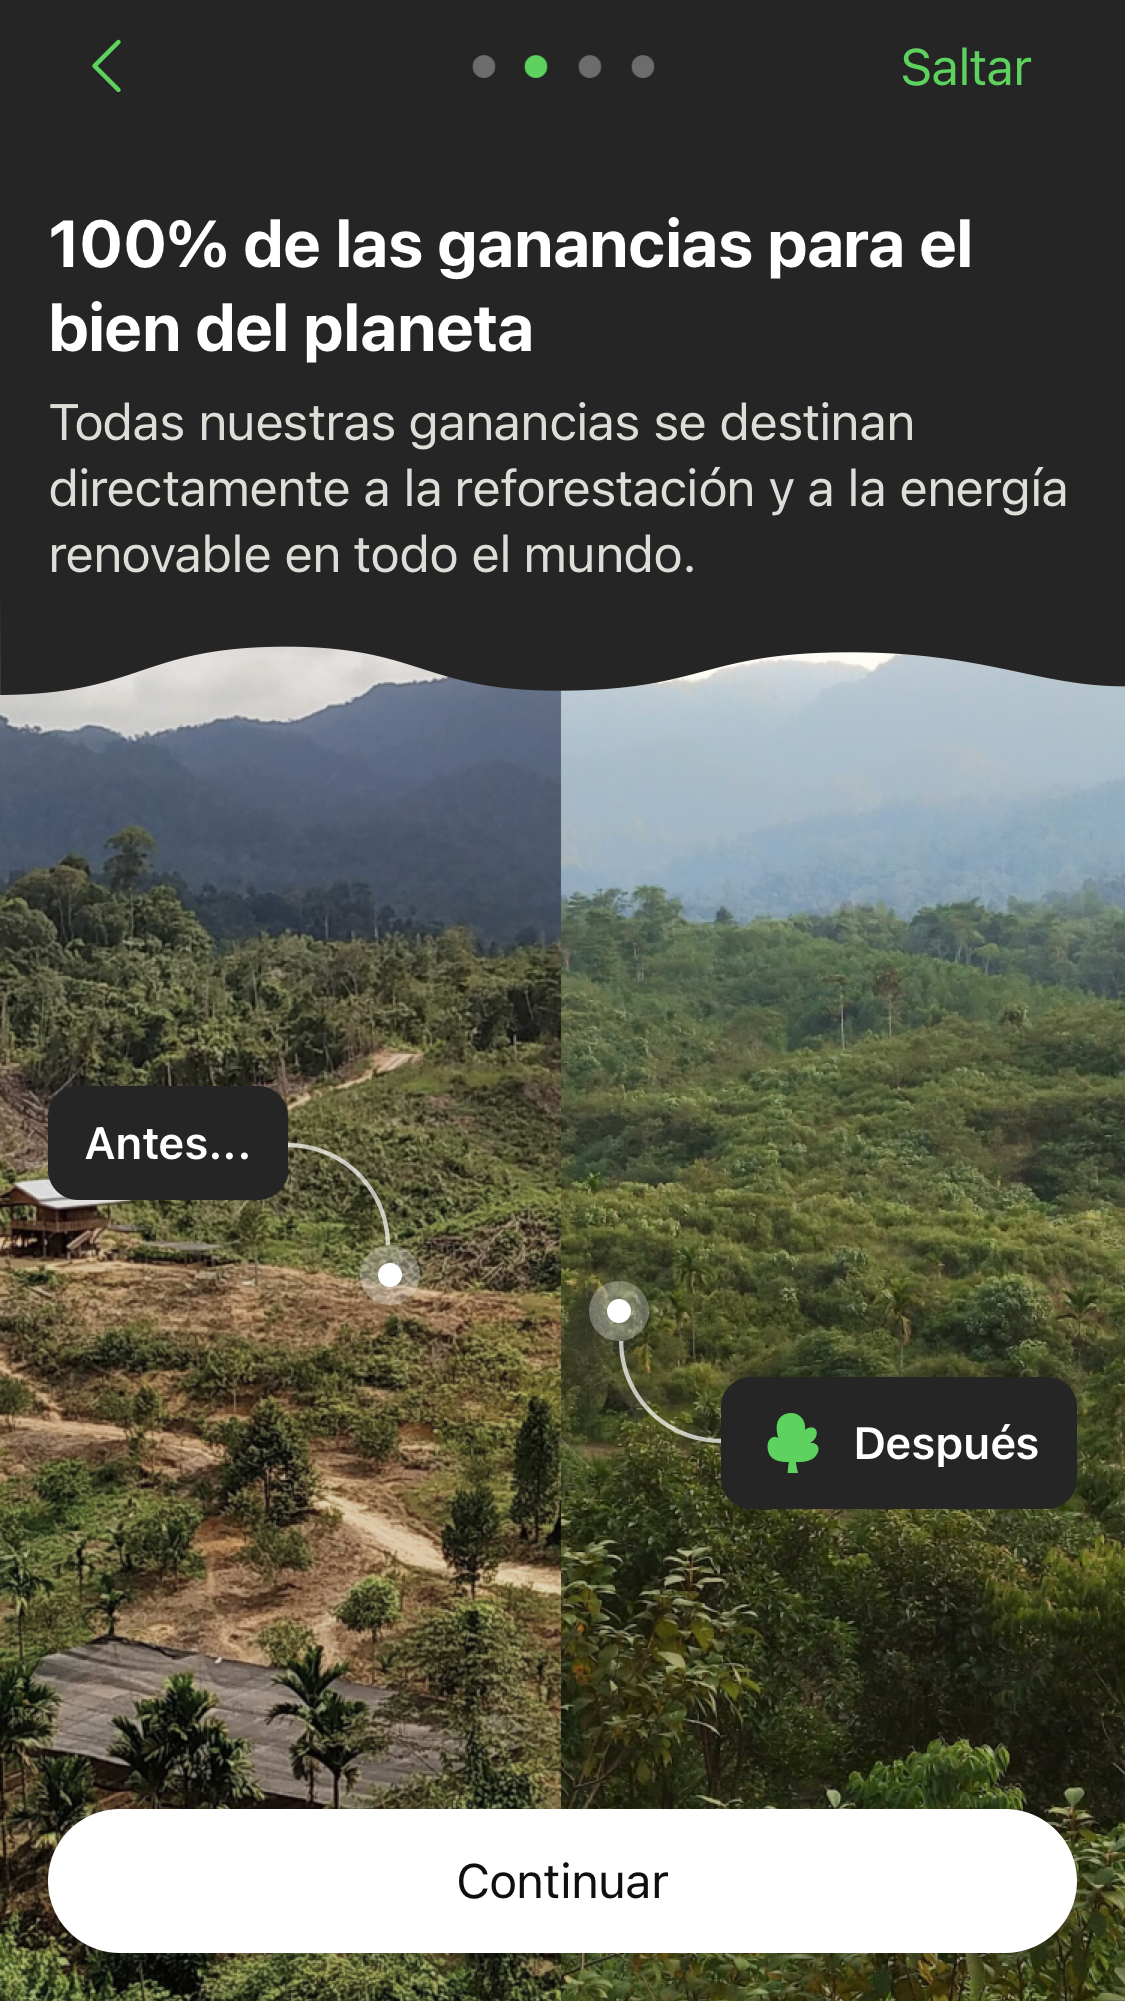 Saltar
100% de las ganancias para el
bien del planeta
Todas nuestras ganancias se destinan
directamente a la reforestación y a la energía
renovable en todo el mundo.
Antes...
Después
Continuar